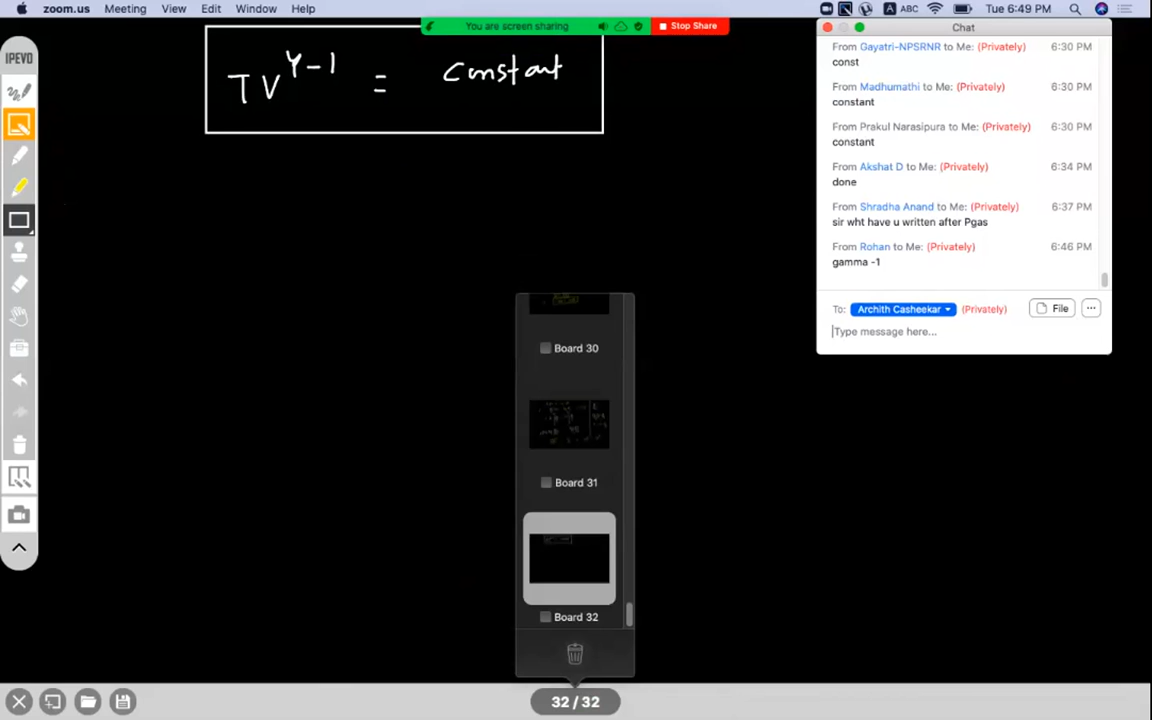 zoom.us Meeting View Edit Window Help
ABC Tue 6:49 PM
You are screen sharing Stop Share
IPEVO
TV^γ-1 = Constant
Chat
From Gayatri-NPSRNR to Me: (Privately) 6:30 PM
const
From Madhumathi to Me: (Privately) 6:30 PM
constant
From Prakul Narasipura to Me: (Privately) 6:30 PM
constant
From Akshat D to Me: (Privately) 6:34 PM
done
From Shradha Anand to Me: (Privately) 6:37 PM
sir wht have u written after Pgas
From Rohan to Me: (Privately) 6:46 PM
gamma -1
To: Archith Casheekar (Privately) File ...
Type message here...
Board 30
Board 31
Board 32
32 / 32